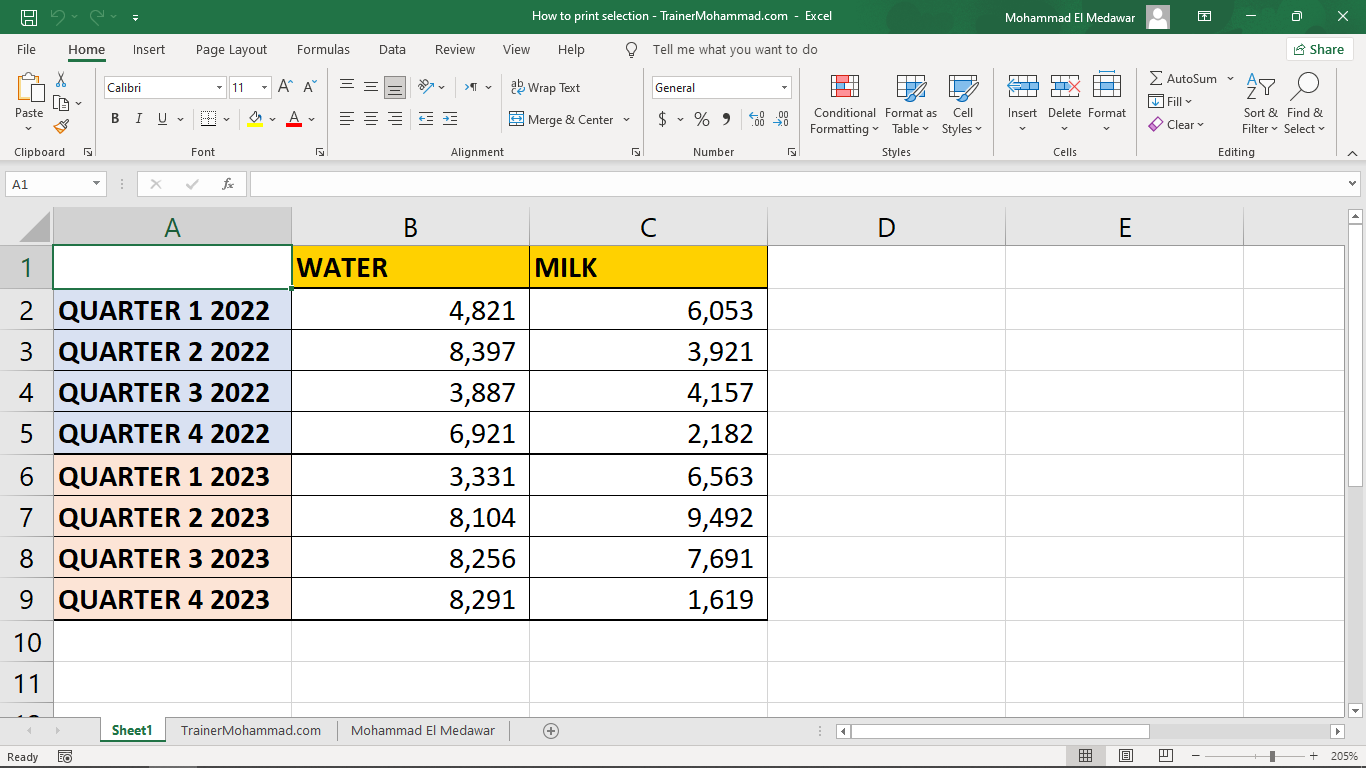 How to print selection - TrainerMohammad.com - Excel
Mohammad El Medawar
File Home Insert Page Layout Formulas Data Review View Help Tell me what you want to do Share
Paste
Clipboard
Calibri 11
B I U A
Font
ab Wrap Text
Merge & Center
Alignment
General
$ % 9 .00 .0
Number
Conditional Formatting
Format as Table
Cell Styles
Styles
Insert Delete Format
Cells
AutoSum
Fill
Clear
Sort & Filter
Find & Select
Editing
A1 fx
A B C D E
1 WATER MILK
2 QUARTER 1 2022 4,821 6,053
3 QUARTER 2 2022 8,397 3,921
4 QUARTER 3 2022 3,887 4,157
5 QUARTER 4 2022 6,921 2,182
6 QUARTER 1 2023 3,331 6,563
7 QUARTER 2 2023 8,104 9,492
8 QUARTER 3 2023 8,256 7,691
9 QUARTER 4 2023 8,291 1,619
10
11
Sheet1 TrainerMohammad.com Mohammad El Medawar
Ready 205%